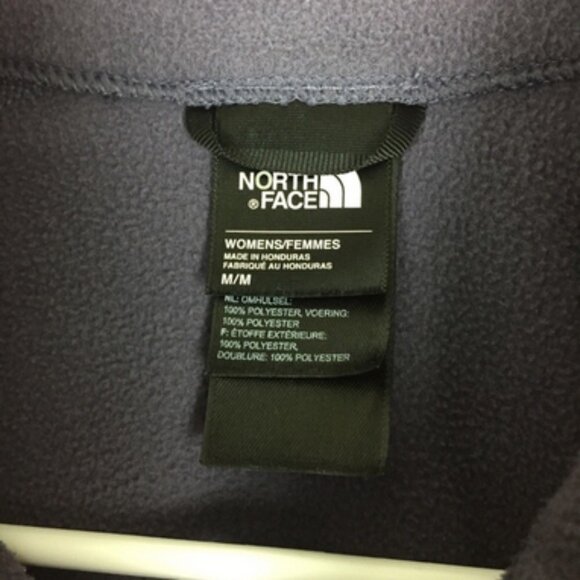 NORTH
® FACE
WOMENS/FEMMES
MADE IN HONDURAS
FABRIQUÉ AU HONDURAS
M/M
NL: OMHULSEL:
100% POLYESTER, VOERING:
100% POLYESTER
F: ÉTOFFE EXTÉRIEURE:
100% POLYESTER,
DOUBLURE: 100% POLYESTER